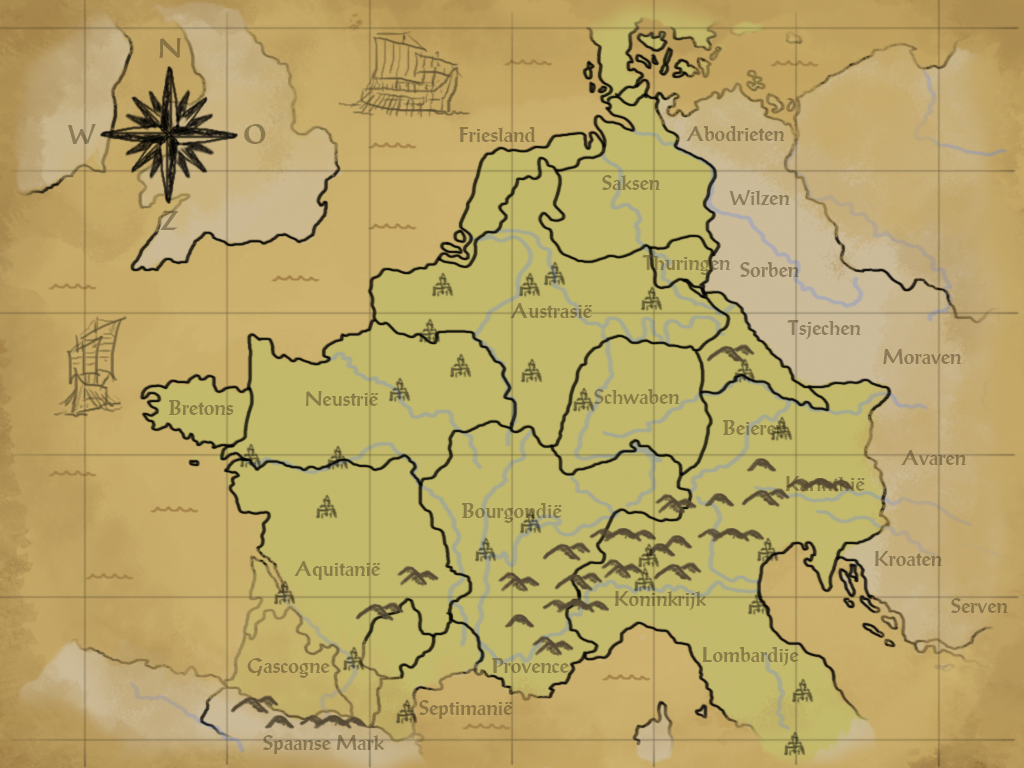 N
W
O
Z
Friesland
Abodrieten
Saksen
Wilzen
Thuringen
Sorben
Austrasië
Tsjechen
Moraven
Neustrië
Schwaben
Bretons
Beieren
Avaren
Karinthië
Bourgondië
Aquitanië
Kroaten
Koninkrijk
Serven
Gascogne
Provence
Lombardije
Septimanië
Spaanse Mark